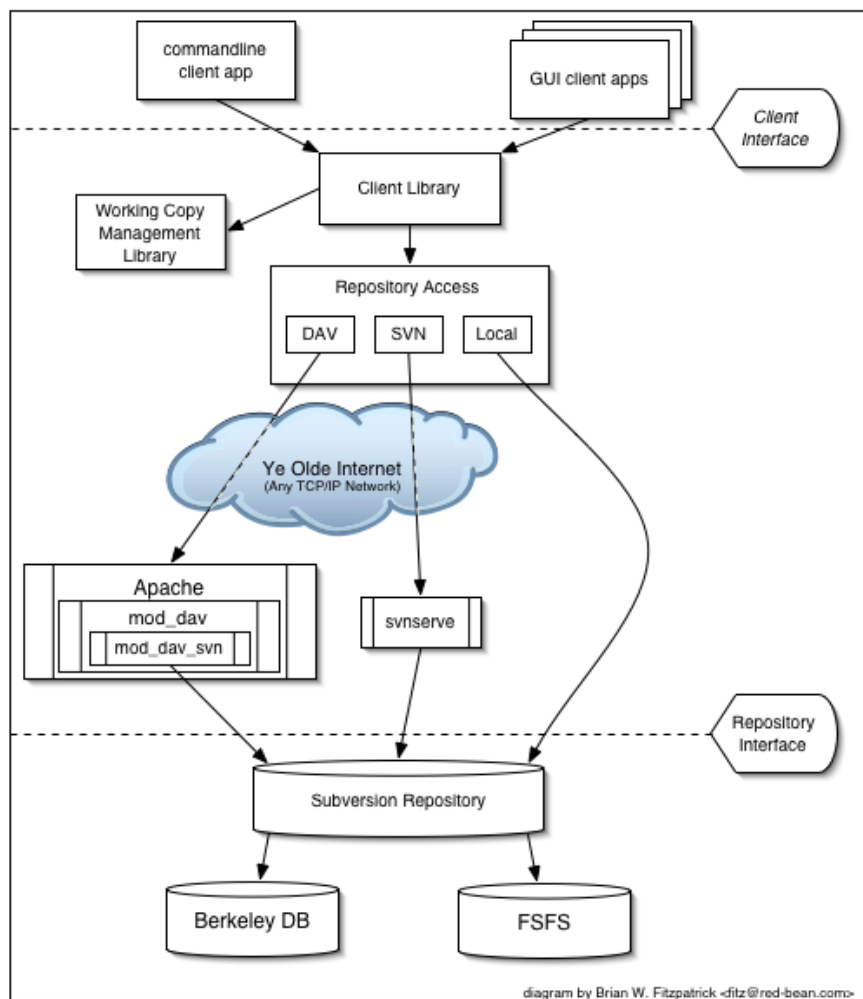 commandline
client app
GUI client apps
Client
Interface
Client Library
Working Copy
Management
Library
Repository Access
DAV
SVN
Local
Ye Olde Internet
(Any TCP/IP Network)
Apache
mod_dav
mod_dav_svn
svnserve
Repository
Interface
Subversion Repository
Berkeley DB
FSFS
diagram by Brian W. Fitzpatrick <fitz@red-bean.com>